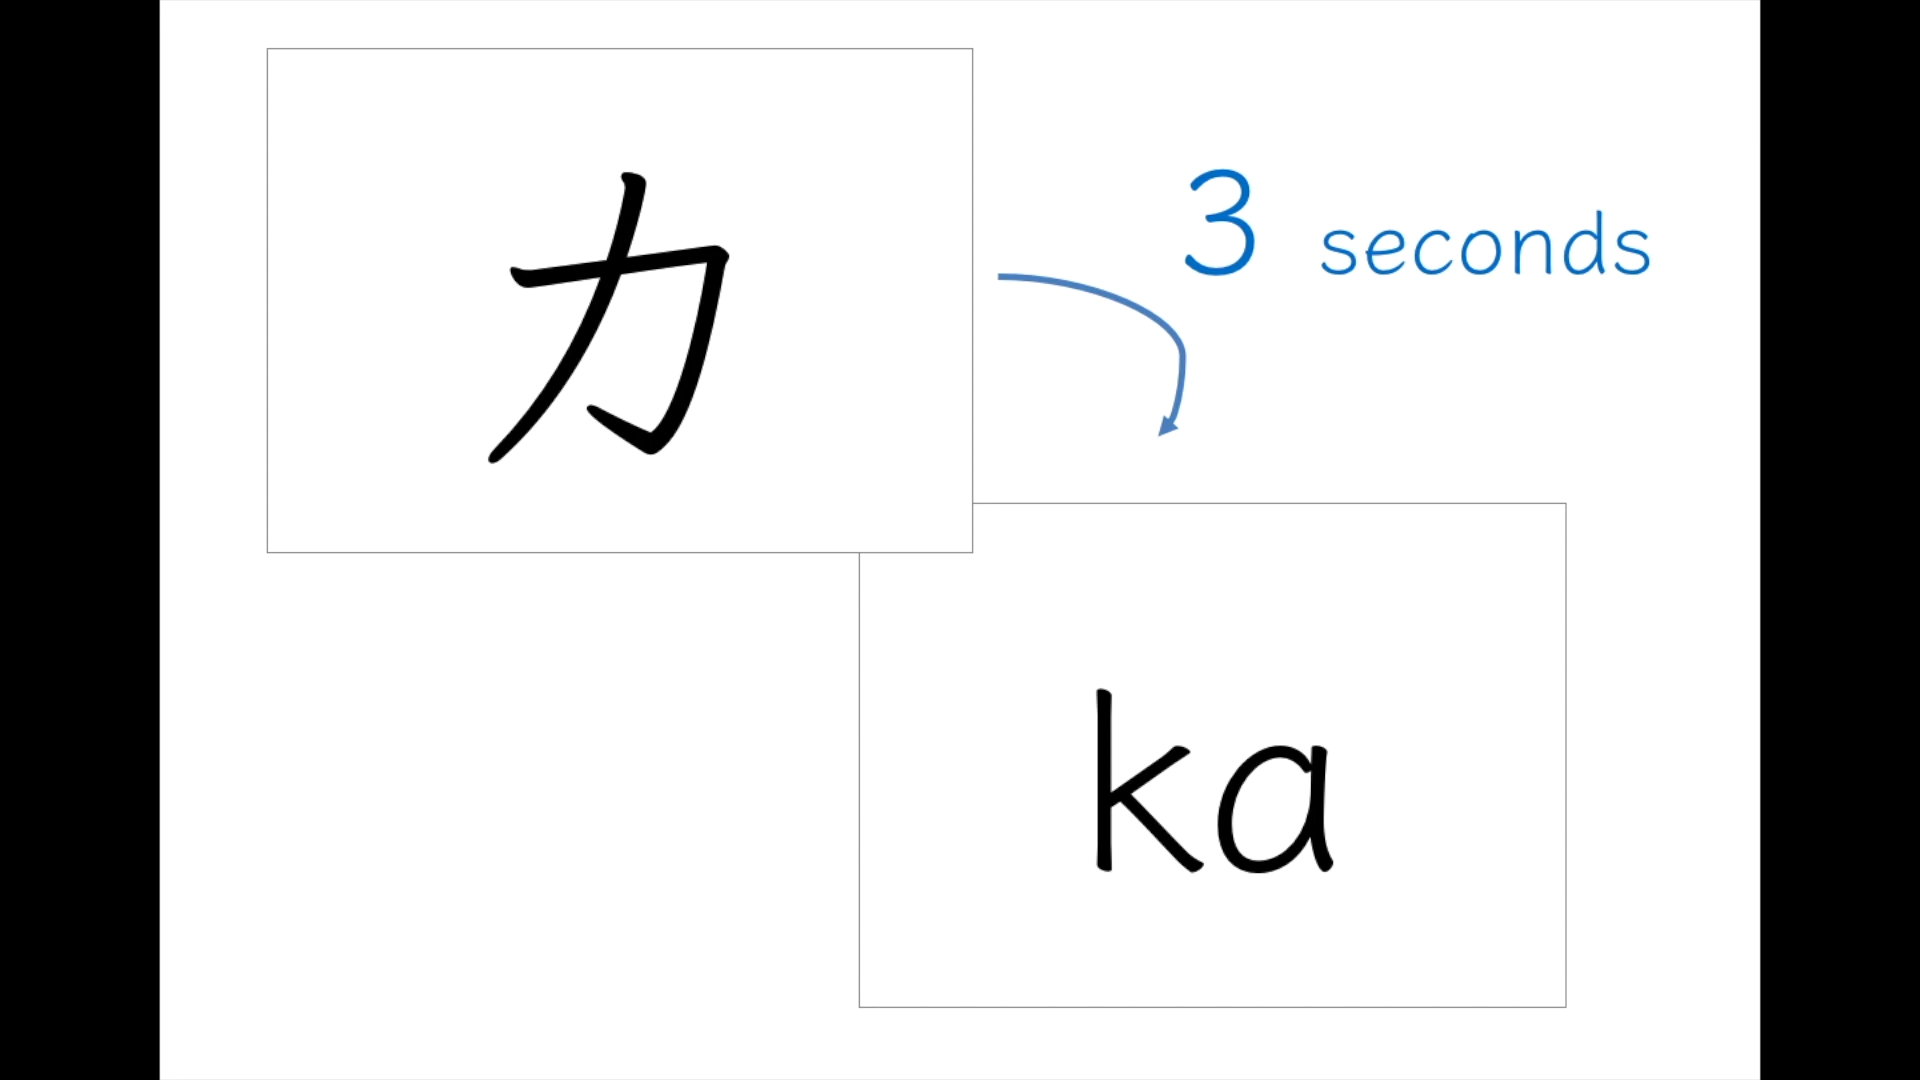 カ
3 seconds
ka